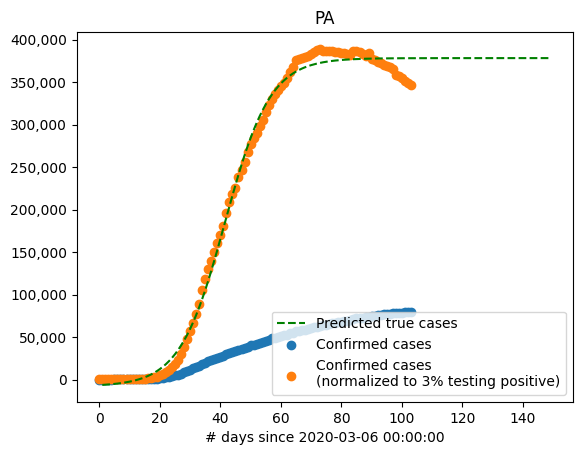 PA
400,000
350,000
300,000
250,000
200,000
150,000
100,000
50,000
0
Predicted true cases
Confirmed cases
Confirmed cases
(normalized to 3% testing positive)
0 20 40 60 80 100 120 140
# days since 2020-03-06 00:00:00